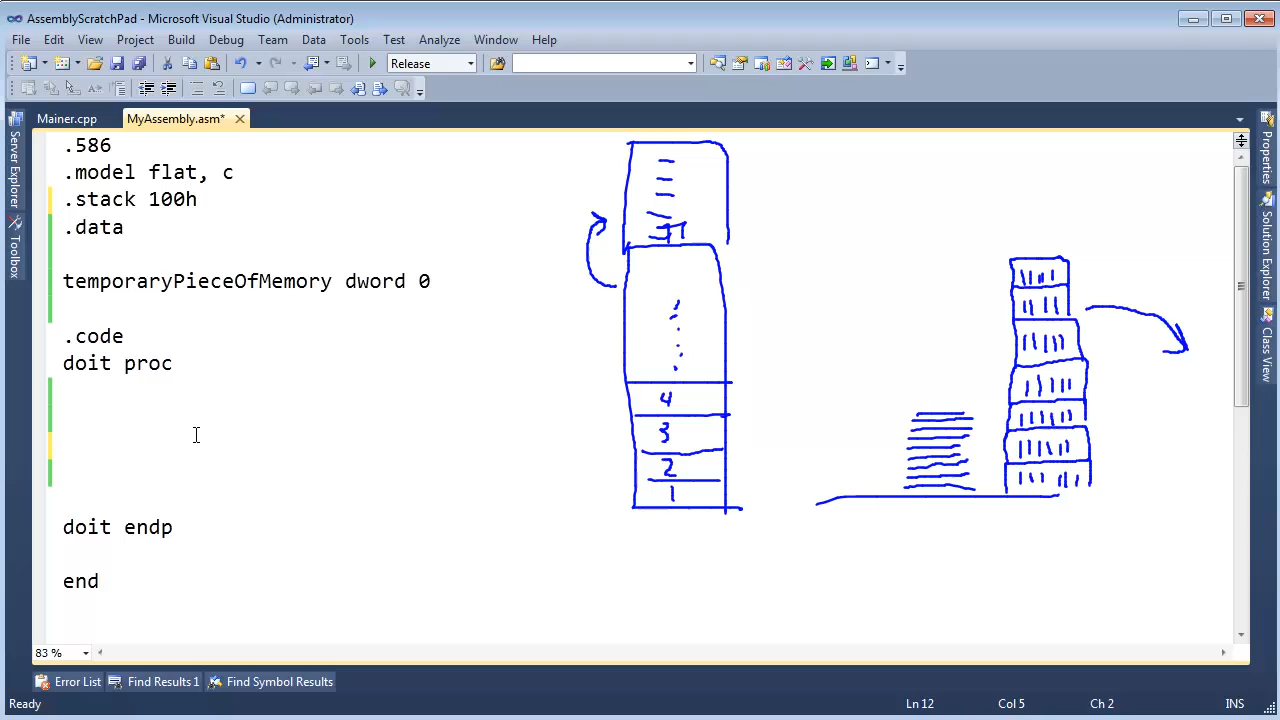 AssemblyScratchPad - Microsoft Visual Studio (Administrator)
File Edit View Project Build Debug Team Data Tools Test Analyze Window Help
Release
Mainer.cpp MyAssembly.asm*
Server Explorer
Toolbox
Properties
Solution Explorer
Class View
.586
.model flat, c
.stack 100h
.data
temporaryPieceOfMemory dword 0
.code
doit proc
doit endp
end
4
3
2
1
83 %
Error List Find Results 1 Find Symbol Results
Ready Ln 12 Col 5 Ch 2 INS